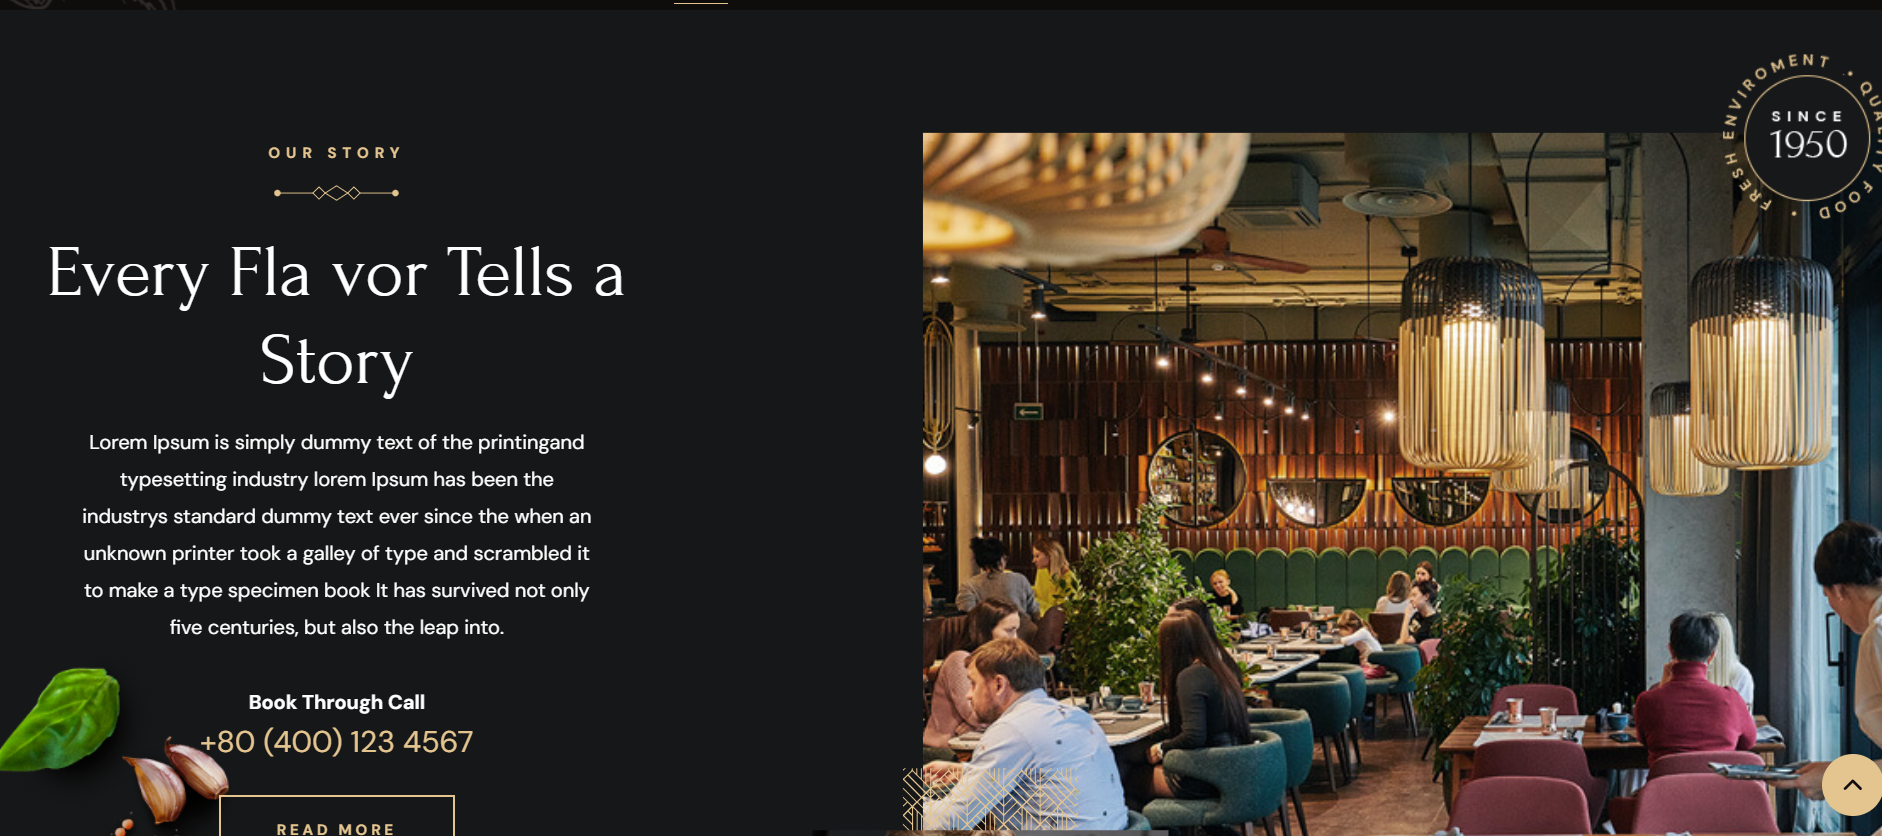 OUR STORY
Every Fla vor Tells a
Story
Lorem Ipsum is simply dummy text of the printingand
typesetting industry lorem Ipsum has been the
industrys standard dummy text ever since the when an
unknown printer took a galley of type and scrambled it
to make a type specimen book It has survived not only
five centuries, but also the leap into.
Book Through Call
+80 (400) 123 4567
READ MORE
FRESH ENVIROMENT • QUALITY FOOD •
SINCE
1950